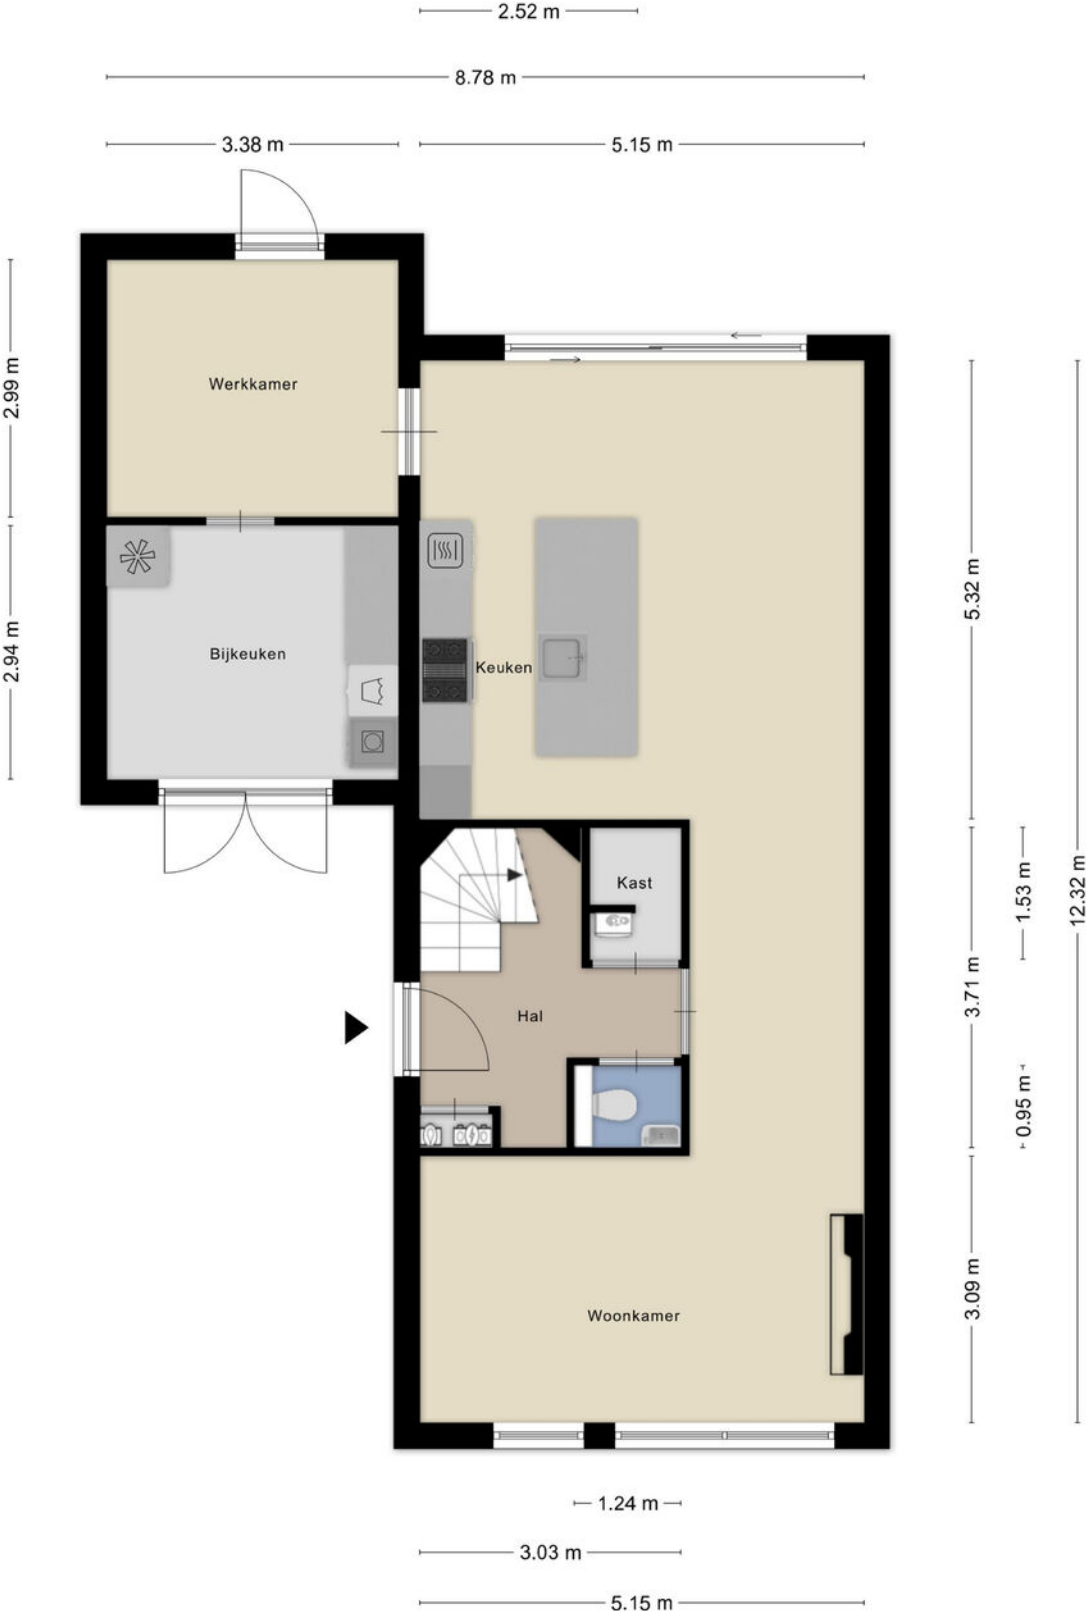 2.52 m
8.78 m
3.38 m
5.15 m
Werkkamer
2.99 m
5.32 m
Bijkeuken
2.94 m
Keuken
Kast
1.53 m
12.32 m
3.71 m
Hal
0.95 m
3.09 m
Woonkamer
1.24 m
3.03 m
5.15 m